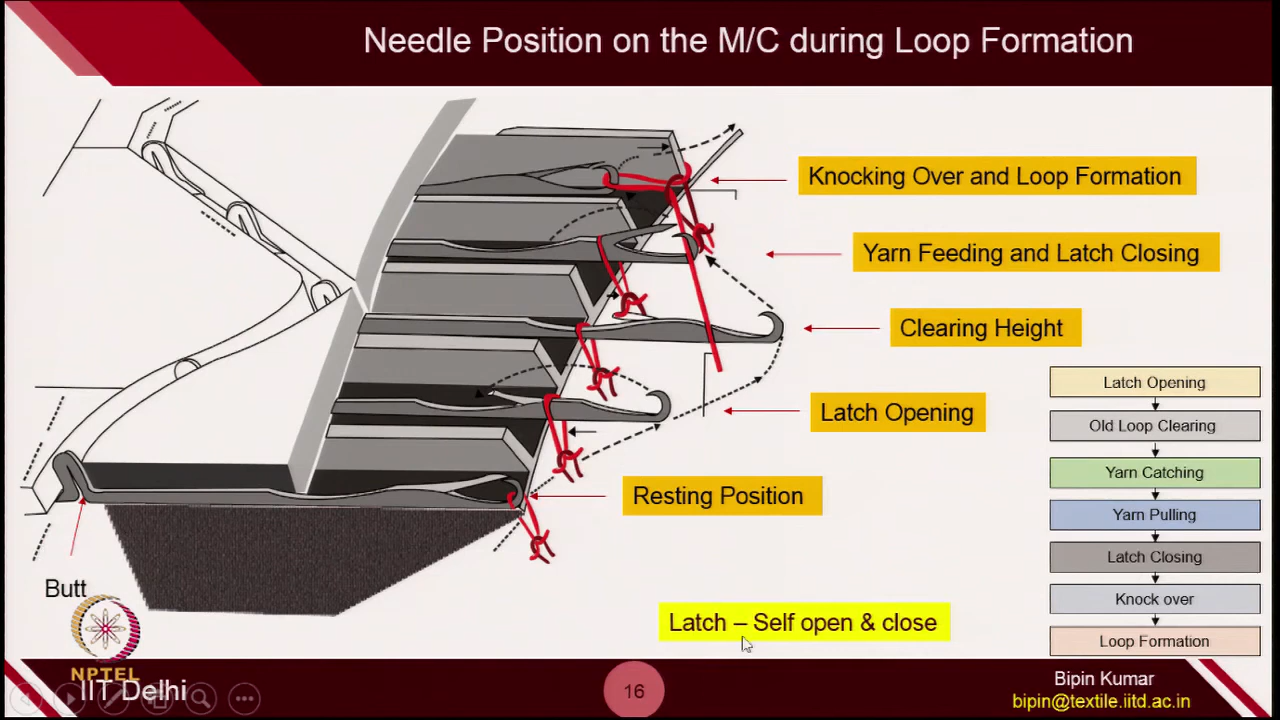 Needle Position on the M/C during Loop Formation
Knocking Over and Loop Formation
Yarn Feeding and Latch Closing
Clearing Height
Latch Opening
Resting Position
Butt
Latch – Self open & close
Latch Opening
Old Loop Clearing
Yarn Catching
Yarn Pulling
Latch Closing
Knock over
Loop Formation
NPTEL
IIT Delhi
16
Bipin Kumar
bipin@textile.iitd.ac.in